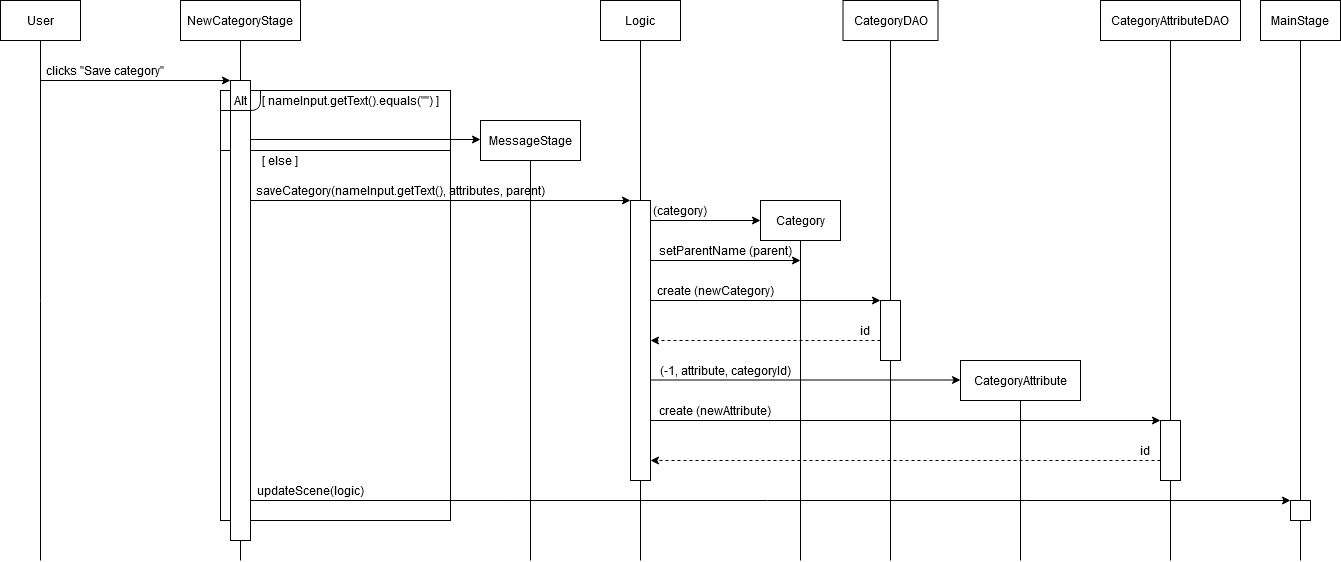 User
NewCategoryStage
Logic
CategoryDAO
CategoryAttributeDAO
MainStage
clicks "Save category"
Alt
[ nameInput.getText().equals("") ]
MessageStage
[ else ]
saveCategory(nameInput.getText(), attributes, parent)
(category)
Category
setParentName (parent)
create (newCategory)
id
(-1, attribute, categoryId)
CategoryAttribute
create (newAttribute)
id
updateScene(logic)